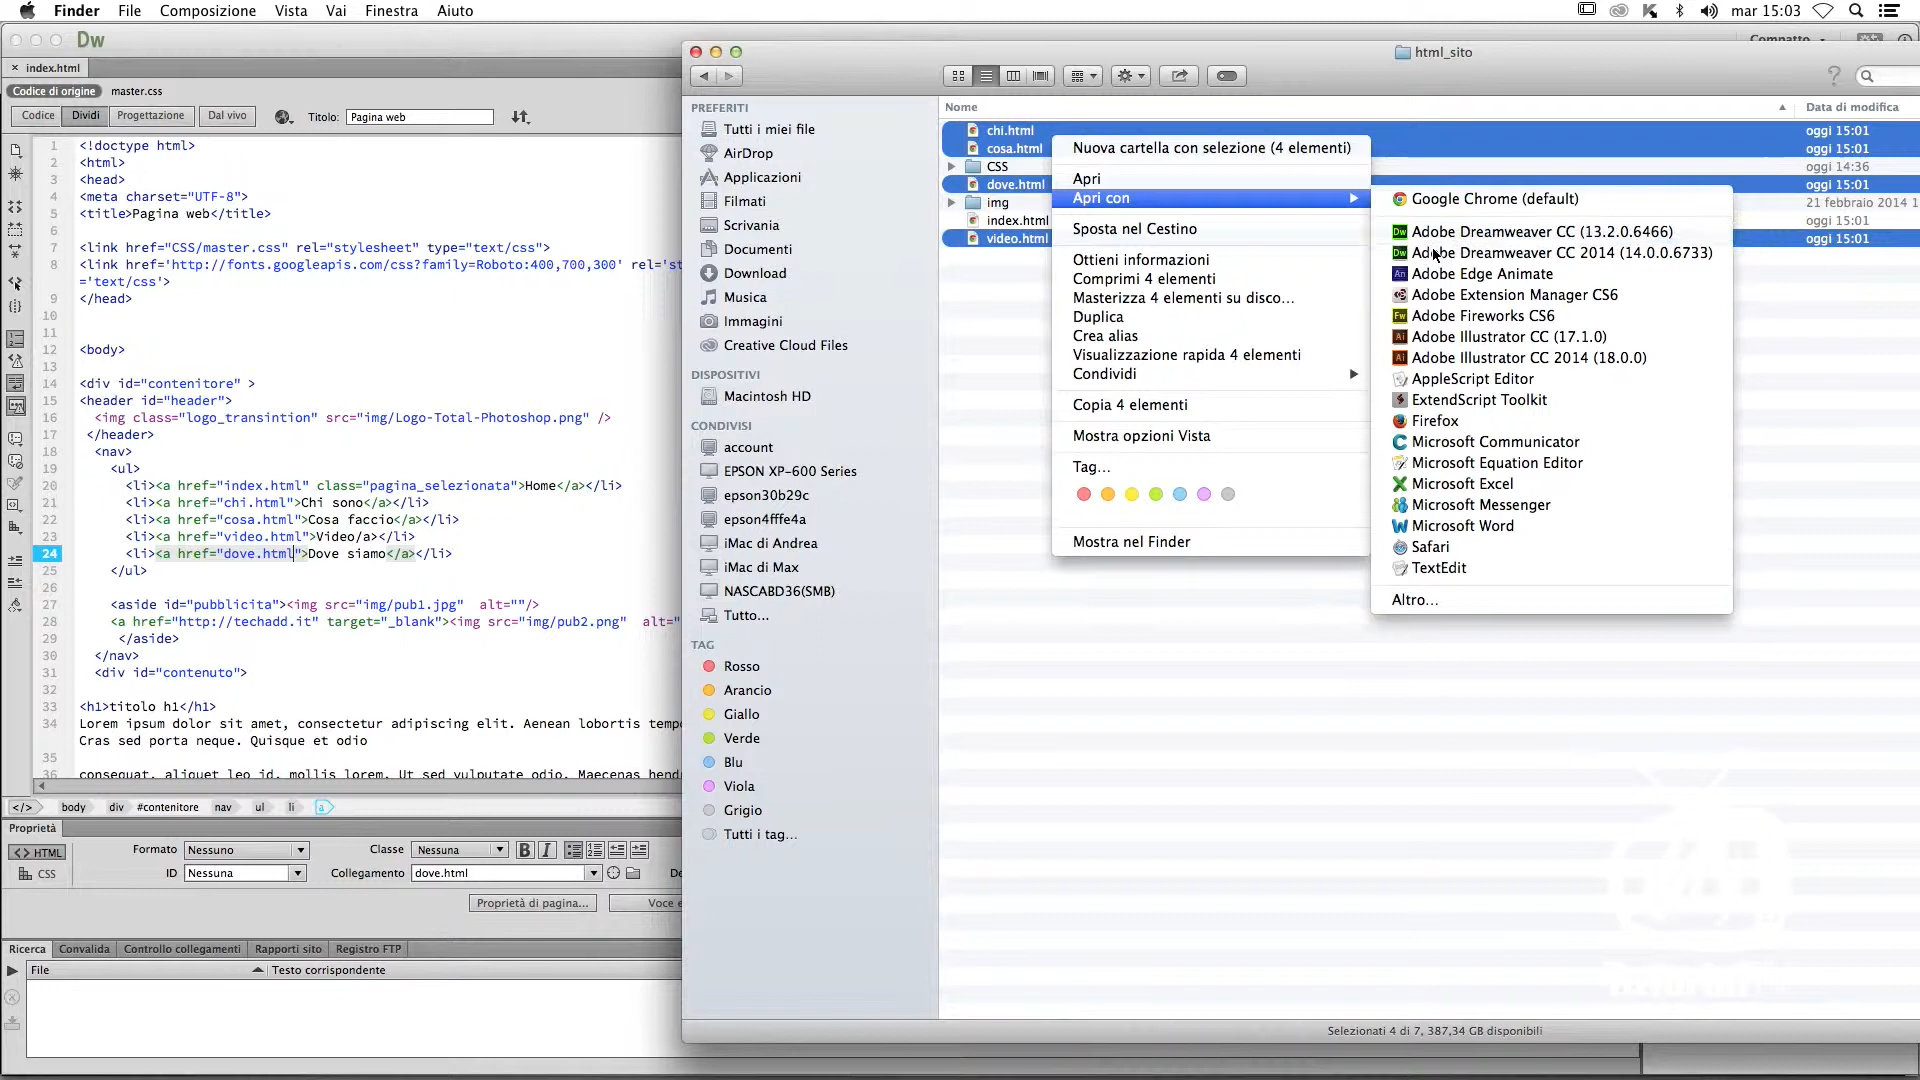 Finder File Composizione Vista Vai Finestra Aiuto mar 15:03
Dw
index.html
Codice di origine master.css
Codice Dividi Progettazione Dal vivo Titolo: Pagina web
1 <!doctype html>
2 <html>
3 <head>
4 <meta charset="UTF-8">
5 <title>Pagina web</title>
6
7 <link href="CSS/master.css" rel="stylesheet" type="text/css">
8 <link href='http://fonts.googleapis.com/css?family=Roboto:400,700,300' rel='st
='text/css'>
9 </head>
10
11
12 <body>
13
14 <div id="contenitore" >
15 <header id="header">
16 <img class="logo_transintion" src="img/Logo-Total-Photoshop.png" />
17 </header>
18 <nav>
19 <ul>
20 <li><a href="index.html" class="pagina_selezionata">Home</a></li>
21 <li><a href="chi.html">Chi sono</a></li>
22 <li><a href="cosa.html">Cosa faccio</a></li>
23 <li><a href="video.html">Video/a></li>
24 <li><a href="dove.html">Dove siamo</a></li>
25 </ul>
26
27 <aside id="pubblicita"><img src="img/pub1.jpg" alt=""/>
28 <a href="http://techadd.it" target="_blank"><img src="img/pub2.png" alt="
29 </aside>
30 </nav>
31 <div id="contenuto">
32
33 <h1>titolo h1</h1>
34 Lorem ipsum dolor sit amet, consectetur adipiscing elit. Aenean lobortis tempo
Cras sed porta neque. Quisque et odio
35
36 consequat, aliquet leo id, mollis lorem. Ut sed vulputate odio. Maecenas hendr
</> body div #contenitore nav ul li a
Proprietà
<> HTML Formato Nessuno Classe Nessuna B I
CSS ID Nessuna Collegamento dove.html
Proprietà di pagina... Voce e
Ricerca Convalida Controllo collegamenti Rapporti sito Registro FTP
File Testo corrispondente
Compatto
html_sito
PREFERITI
Tutti i miei file
AirDrop
Applicazioni
Filmati
Scrivania
Documenti
Download
Musica
Immagini
Creative Cloud Files
DISPOSITIVI
Macintosh HD
CONDIVISI
account
EPSON XP-600 Series
epson30b29c
epson4fffe4a
iMac di Andrea
iMac di Max
NASCABD36(SMB)
Tutto...
TAG
Rosso
Arancio
Giallo
Verde
Blu
Viola
Grigio
Tutti i tag...
Nome Data di modifica
chi.html oggi 15:01
cosa.html oggi 15:01
CSS oggi 14:36
dove.html oggi 15:01
img 21 febbraio 2014 1
index.html oggi 15:01
video.html oggi 15:01
Nuova cartella con selezione (4 elementi)
Apri
Apri con
Sposta nel Cestino
Ottieni informazioni
Comprimi 4 elementi
Masterizza 4 elementi su disco...
Duplica
Crea alias
Visualizzazione rapida 4 elementi
Condividi
Copia 4 elementi
Mostra opzioni Vista
Tag...
Mostra nel Finder
Google Chrome (default)
Adobe Dreamweaver CC (13.2.0.6466)
Adobe Dreamweaver CC 2014 (14.0.0.6733)
Adobe Edge Animate
Adobe Extension Manager CS6
Adobe Fireworks CS6
Adobe Illustrator CC (17.1.0)
Adobe Illustrator CC 2014 (18.0.0)
AppleScript Editor
ExtendScript Toolkit
Firefox
Microsoft Communicator
Microsoft Equation Editor
Microsoft Excel
Microsoft Messenger
Microsoft Word
Safari
TextEdit
Altro...
Selezionati 4 di 7, 387,34 GB disponibili